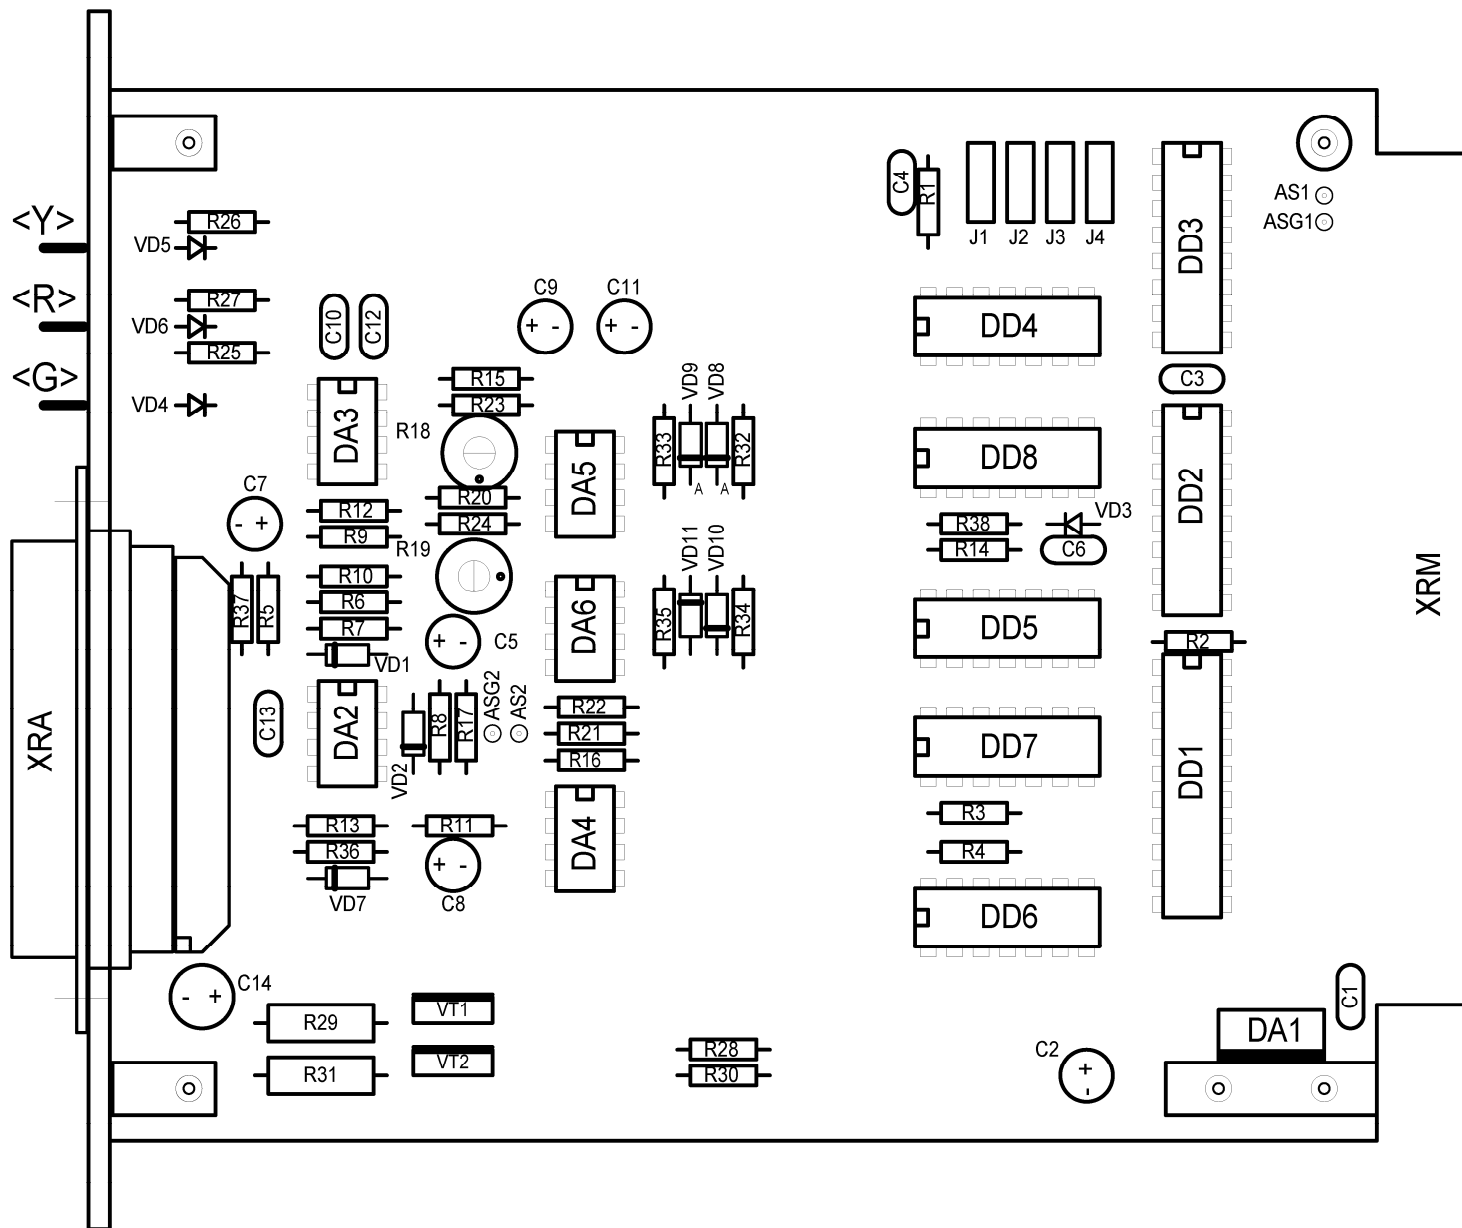 <Y>
R26
VD5
<R>
R27
VD6
R25
<G>
VD4
C4
R1
J1
J2
J3
J4
DD3
AS1
ASG1
C10
C12
C9
+ -
C11
+ -
DD4
C3
R15
R23
DA3
R18
VD9
VD8
R33
R32
A
A
DA5
DD8
DD2
C7
- +
R12
R9
R20
R24
R19
R38
R14
VD3
C6
VD11
VD10
R37
R5
R10
R6
R7
VD1
+ -
C5
DA6
R35
R34
DD5
R2
XRM
XRA
C13
DA2
VD2
R8
R17
ASG2
AS2
R22
R21
R16
DD7
DD1
R13
R36
VD7
R11
+ -
C8
DA4
R3
R4
DD6
- +
C14
R29
R31
VT1
VT2
R28
R30
C2
+
-
DA1
C1